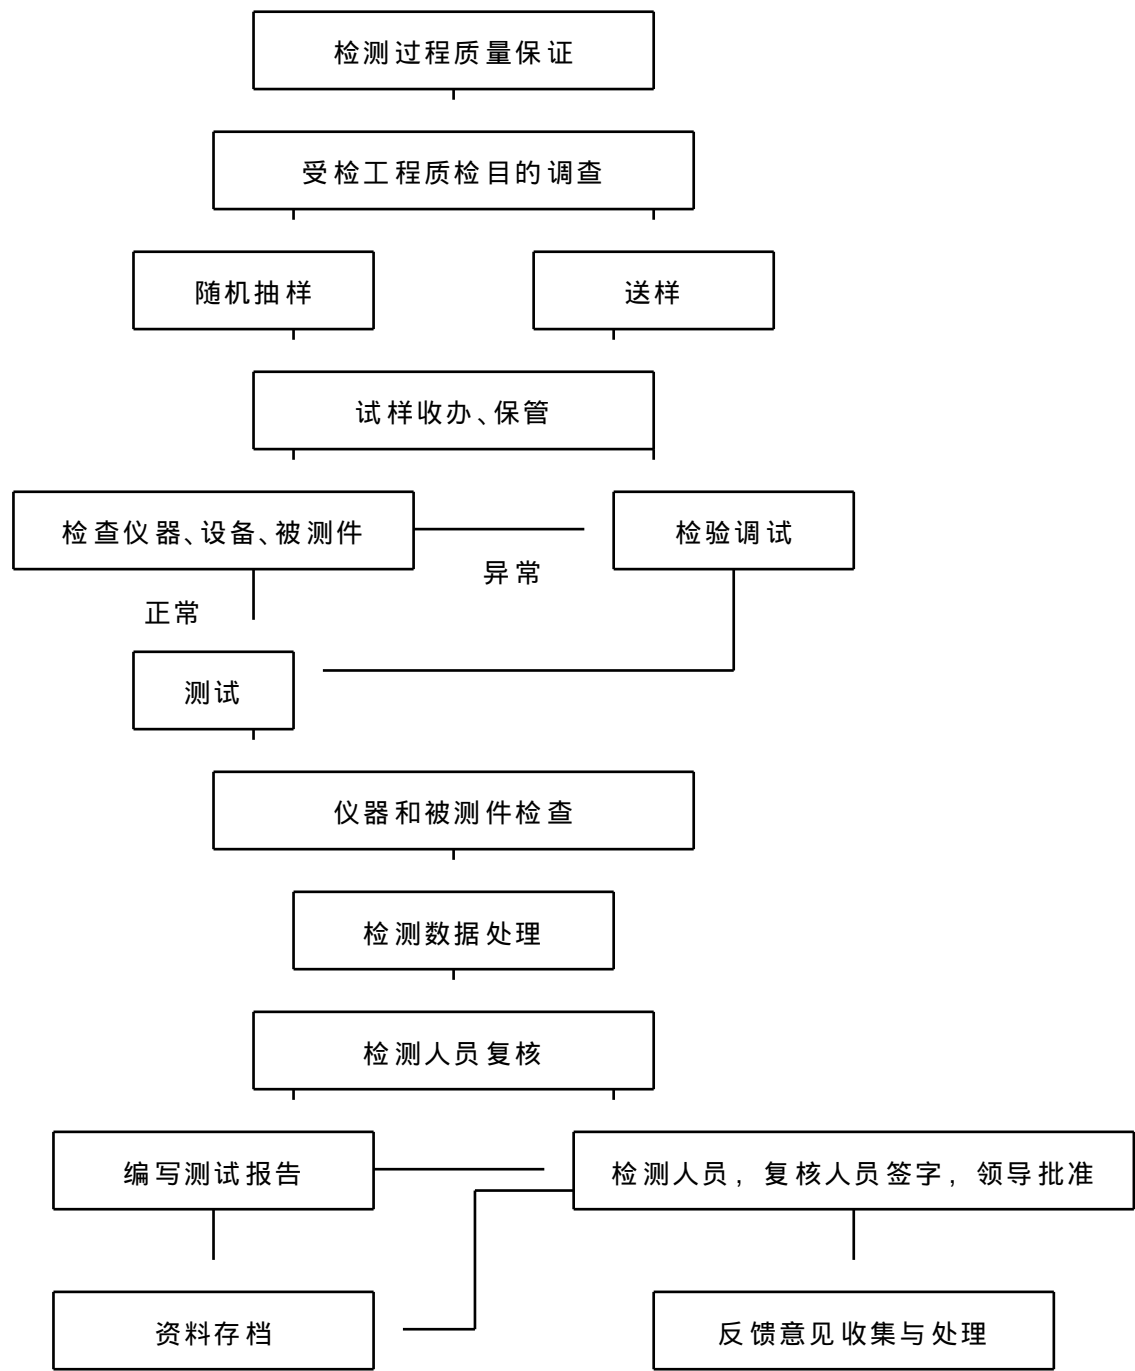 检测过程质量保证
受检工程质检目的调查
随机抽样
送样
试样收办、保管
检查仪器、设备、被测件
检验调试
异常
正常
测试
仪器和被测件检查
检测数据处理
检测人员复核
编写测试报告
检测人员，复核人员签字，领导批准
资料存档
反馈意见收集与处理